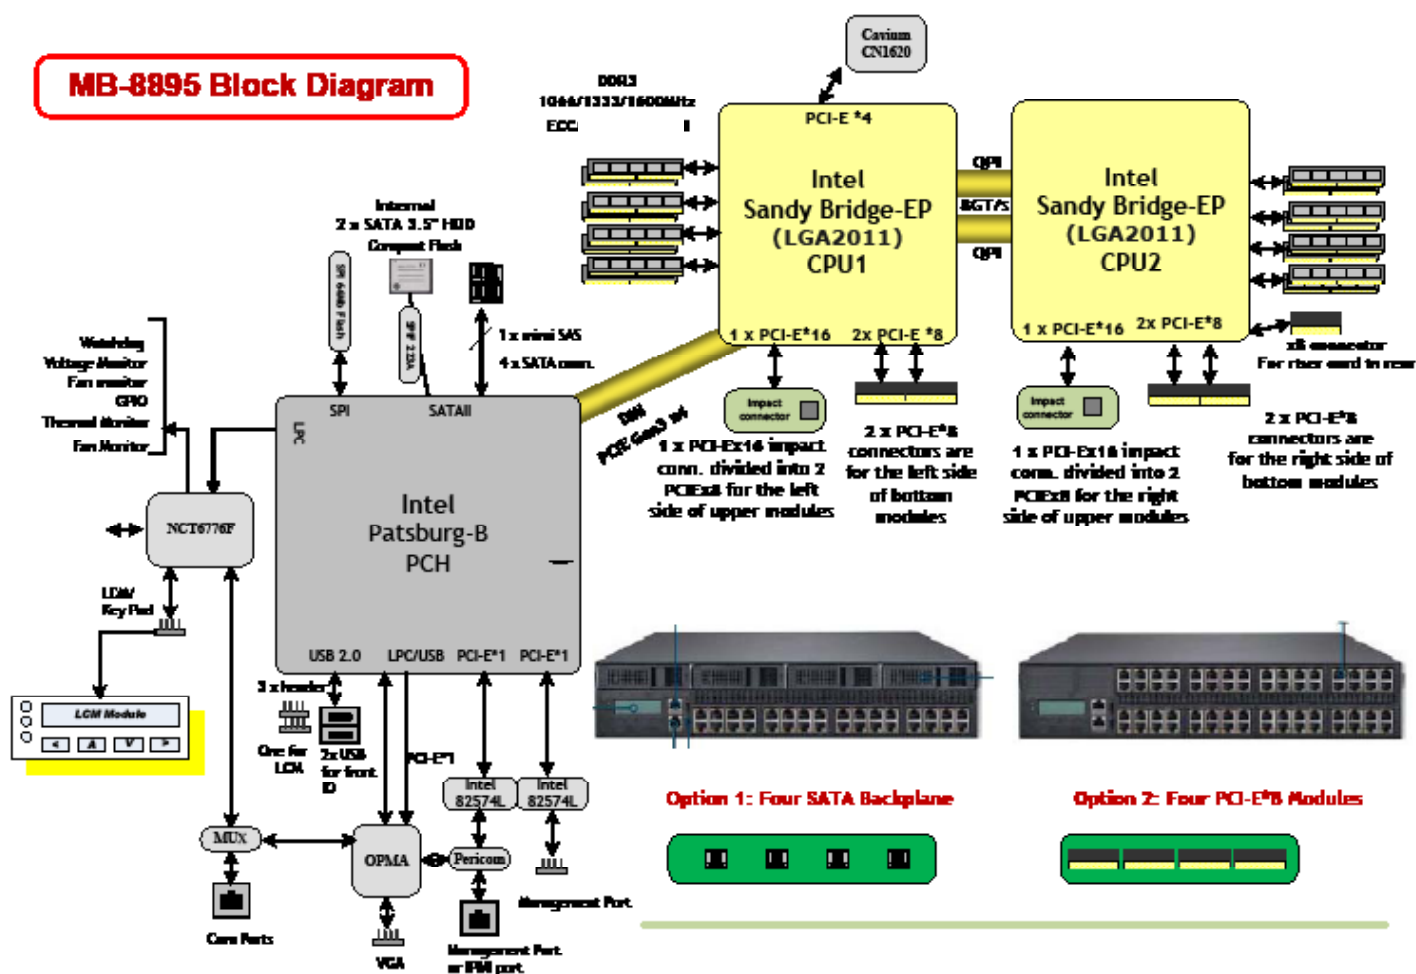 MB-8895 Block Diagram
Cavium
CN1620
DDR3
1066/1333/1600MHz
ECC
PCI-E *4
Intel
Sandy Bridge-EP
(LGA2011)
CPU1
1 x PCI-E*16
2x PCI-E *8
QPI
8GT/s
QPI
Intel
Sandy Bridge-EP
(LGA2011)
CPU2
1 x PCI-E*16
2x PCI-E*8
x8 connector
For riser card in rear
Internal
2 x SATA 3.5" HDD
Compact Flash
SPI 64Mb Flash
1 x mini SAS
4 x SATA conn.
Watchdog
Voltage Monitor
Fan monitor
GPIO
Thermal Monitor
Fan Monitor
SPI
SATAII
LPC
DMI
PCIE Gen3 x4
Impact
connector
1 x PCI-Ex16 impact
conn. divided into 2
PCIEx8 for the left
side of upper modules
2 x PCI-E*8
connectors are
for the left side
of bottom
modules
Impact
connector
1 x PCI-Ex16 impact
conn. divided into 2
PCIEx8 for the right
side of upper modules
2 x PCI-E*8
connectors are
for the right side of
bottom modules
Intel
Patsburg-B
PCH
NCT6776F
LCM/
Key Pad
USB 2.0
LPC/USB
PCI-E*1
PCI-E*1
3 x header
LCM Module
<
Λ
V
>
One for
LCM
2x USB
for front
IO
PCI-E*1
Intel
82574L
Intel
82574L
MUX
OPMA
Pericom
Com Ports
VGA
Management Port
Management Port
or IPMI port
Option 1: Four SATA Backplane
Option 2: Four PCI-E*8 Modules